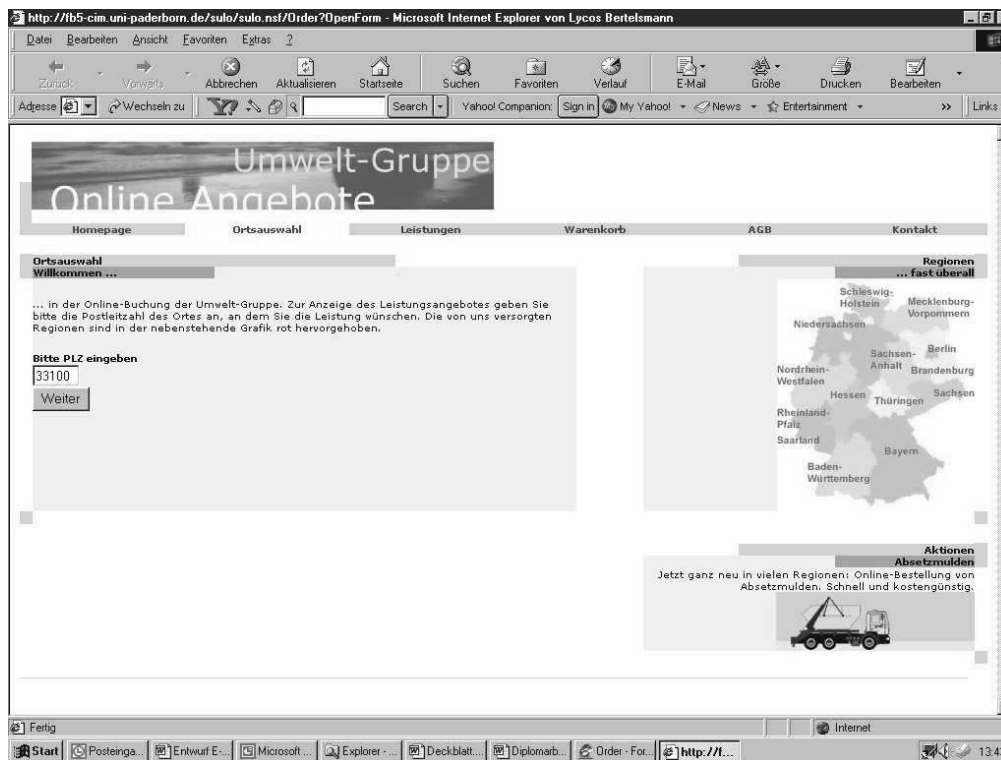 http://fb5-cim.uni-paderborn.de/sulo/sulo.nsf/Order?OpenForm - Microsoft Internet Explorer von Lycos Bertelsmann
Datei Bearbeiten Ansicht Favoriten Extras ?
Zurück Vorwärts Abbrechen Aktualisieren Startseite Suchen Favoriten Verlauf E-Mail Größe Drucken Bearbeiten
Adresse Wechseln zu Y? Search Yahoo! Companion: Sign in My Yahoo! News Entertainment >> Links
Umwelt-Gruppe
Online Angebote
Homepage Ortsauswahl Leistungen Warenkorb AGB Kontakt
Ortsauswahl
Willkommen ...
... in der Online-Buchung der Umwelt-Gruppe. Zur Anzeige des Leistungsangebotes geben Sie
bitte die Postleitzahl des Ortes an, an dem Sie die Leistung wünschen. Die von uns versorgten
Regionen sind in der nebenstehende Grafik rot hervorgehoben.
Bitte PLZ eingeben
33100
Weiter
Regionen
... fast überall
Schleswig-
Holstein
Mecklenburg-
Vorpommern
Niedersachsen
Berlin
Sachsen-
Anhalt
Brandenburg
Nordrhein-
Westfalen
Hessen
Thüringen
Sachsen
Rheinland-
Pfalz
Saarland
Bayern
Baden-
Württemberg
Aktionen
Absetzmulden
Jetzt ganz neu in vielen Regionen: Online-Bestellung von
Absetzmulden. Schnell und kostengünstig.
Fertig Internet
Start Posteinga... Entwurf E-... Microsoft ... Explorer - ... Deckblatt.... Diplomarb... Order - For... http://f... 13:4